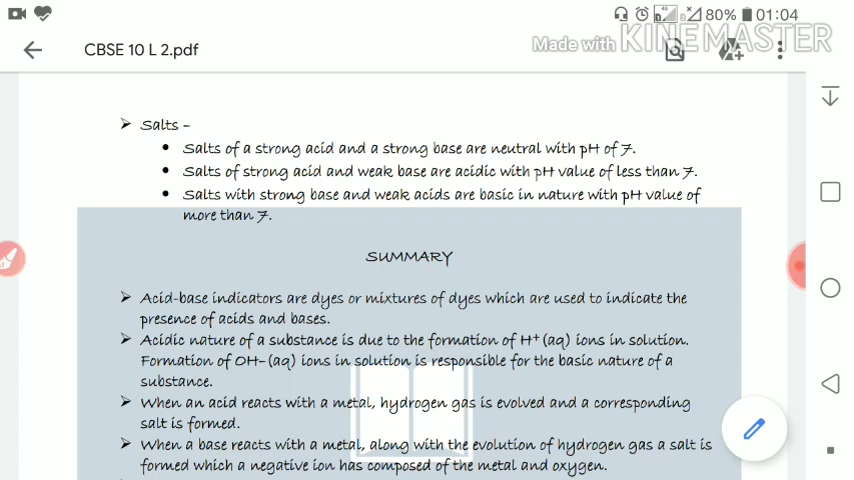 80% 01:04
CBSE 10 L 2.pdf
Made with KINEMASTER
➢ Salts –
• Salts of a strong acid and a strong base are neutral with pH of 7.
• Salts of strong acid and weak base are acidic with pH value of less than 7.
• Salts with strong base and weak acids are basic in nature with pH value of
more than 7.
SUMMARY
➢ Acid-base indicators are dyes or mixtures of dyes which are used to indicate the
presence of acids and bases.
➢ Acidic nature of a substance is due to the formation of H+ (aq) ions in solution.
Formation of OH– (aq) ions in solution is responsible for the basic nature of a
substance.
➢ When an acid reacts with a metal, hydrogen gas is evolved and a corresponding
salt is formed.
➢ When a base reacts with a metal, along with the evolution of hydrogen gas a salt is
formed which a negative ion has composed of the metal and oxygen.